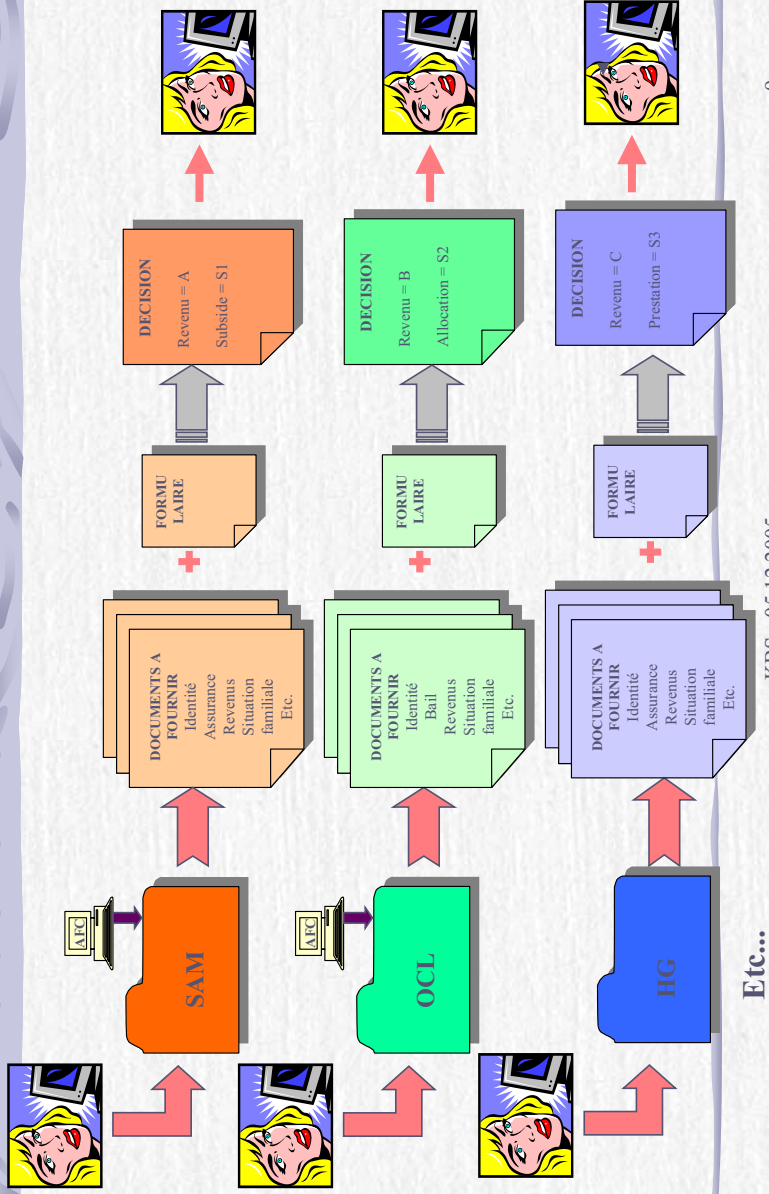 AFC
SAM
DOCUMENTS A
FOURNIR
Identité
Assurance
Revenus
Situation
familiale
Etc.
FORMU
LAIRE
DECISION
Revenu = A
Subside = S1
AFC
OCL
DOCUMENTS A
FOURNIR
Identité
Bail
Revenus
Situation
familiale
Etc.
FORMU
LAIRE
DECISION
Revenu = B
Allocation = S2
HG
DOCUMENTS A
FOURNIR
Identité
Assurance
Revenus
Situation
familiale
Etc.
FORMU
LAIRE
DECISION
Revenu = C
Prestation = S3
Etc...